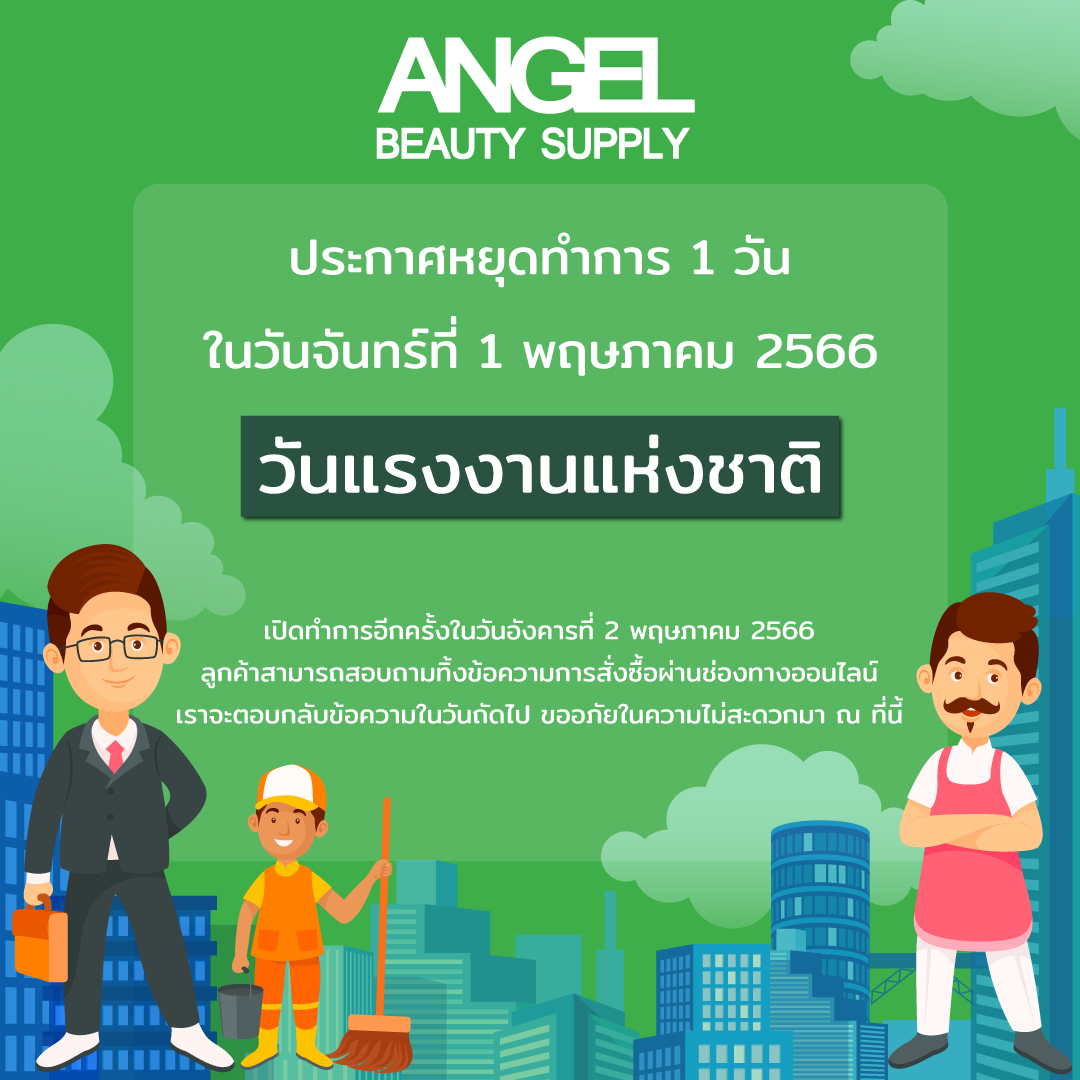 ANGEL
BEAUTY SUPPLY
ประกาศหยุดทำการ 1 วัน
ในวันจันทร์ที่ 1 พฤษภาคม 2566
วันแรงงานแห่งชาติ
เปิดทำการอีกครั้งในวันอังคารที่ 2 พฤษภาคม 2566
ลูกค้าสามารถสอบถามทิ้งข้อความการสั่งซื้อผ่านช่องทางออนไลน์
เราจะตอบกลับข้อความในวันถัดไป ขออภัยในความไม่สะดวกมา ณ ที่นี้